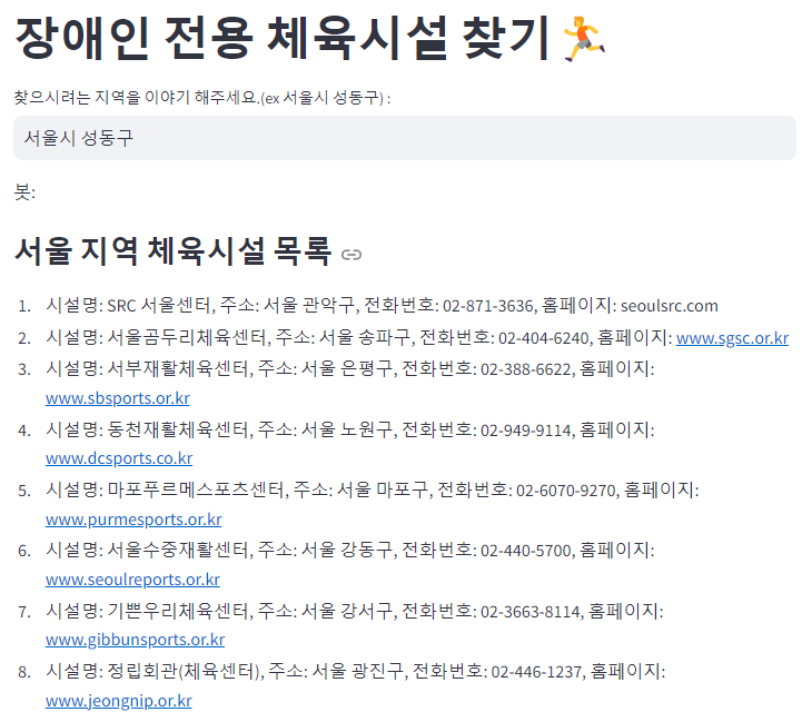 장애인 전용 체육시설 찾기🏃
찾으시려는 지역을 이야기 해주세요.(ex 서울시 성동구) :
서울시 성동구
봇:
서울 지역 체육시설 목록
1. 시설명: SRC 서울센터, 주소: 서울 관악구, 전화번호: 02-871-3636, 홈페이지: seoulsrc.com
2. 시설명: 서울곰두리체육센터, 주소: 서울 송파구, 전화번호: 02-404-6240, 홈페이지: www.sgsc.or.kr
3. 시설명: 서부재활체육센터, 주소: 서울 은평구, 전화번호: 02-388-6622, 홈페이지:
www.sbsports.or.kr
4. 시설명: 동천재활체육센터, 주소: 서울 노원구, 전화번호: 02-949-9114, 홈페이지:
www.dcsports.co.kr
5. 시설명: 마포푸르메스포츠센터, 주소: 서울 마포구, 전화번호: 02-6070-9270, 홈페이지:
www.purmesports.or.kr
6. 시설명: 서울수중재활센터, 주소: 서울 강동구, 전화번호: 02-440-5700, 홈페이지:
www.seoulreports.or.kr
7. 시설명: 기쁜우리체육센터, 주소: 서울 강서구, 전화번호: 02-3663-8114, 홈페이지:
www.gibbunsports.or.kr
8. 시설명: 정립회관(체육센터), 주소: 서울 광진구, 전화번호: 02-446-1237, 홈페이지:
www.jeongnip.or.kr